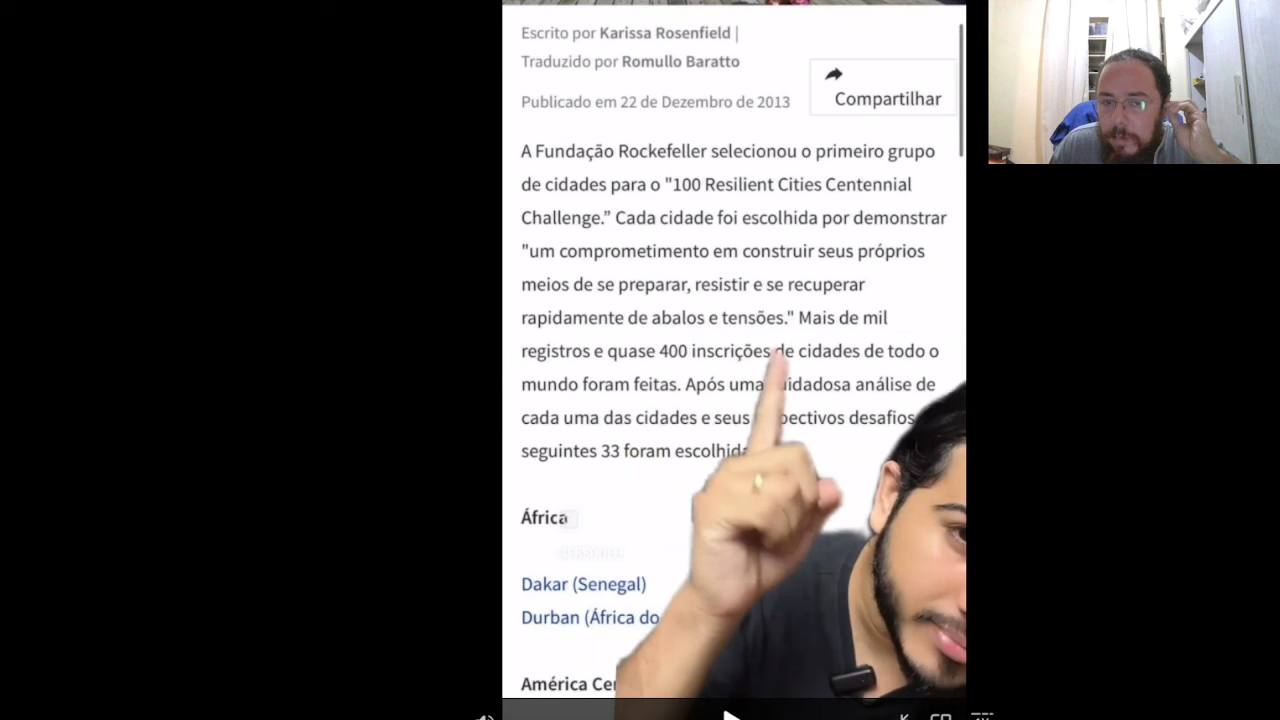 Escrito por Karissa Rosenfield |
Traduzido por Romullo Baratto
Compartilhar
Publicado em 22 de Dezembro de 2013
A Fundação Rockefeller selecionou o primeiro grupo
de cidades para o "100 Resilient Cities Centennial
Challenge.” Cada cidade foi escolhida por demonstrar
"um comprometimento em construir seus próprios
meios de se preparar, resistir e se recuperar
rapidamente de abalos e tensões." Mais de mil
registros e quase 400 inscrições de cidades de todo o
mundo foram feitas. Após uma
análise de
cada uma das cidades e seus
desafios
seguintes 33 foram
África
Dakar (Senegal)
Durban (África do
América